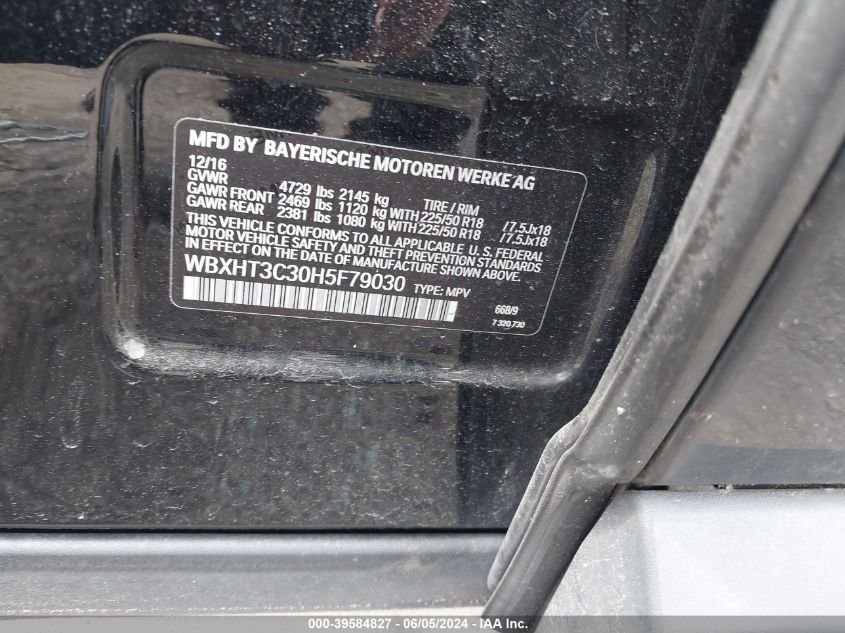 MFD BY BAYERISCHE MOTOREN WERKE AG
12/16
GVWR 4729 lbs 2145 kg TIRE / RIM
GAWR FRONT 2469 lbs 1120 kg WITH 225/50 R18 /7.5Jx18
GAWR REAR 2381 lbs 1080 kg WITH 225/50 R18 /7.5Jx18
THIS VEHICLE CONFORMS TO ALL APPLICABLE U. S. FEDERAL
MOTOR VEHICLE SAFETY AND THEFT PREVENTION STANDARDS
IN EFFECT ON THE DATE OF MANUFACTURE SHOWN ABOVE.
WBXHT3C30H5F79030 TYPE: MPV
668/9
7 320 730
000-39584827 - 06/05/2024 - IAA Inc.